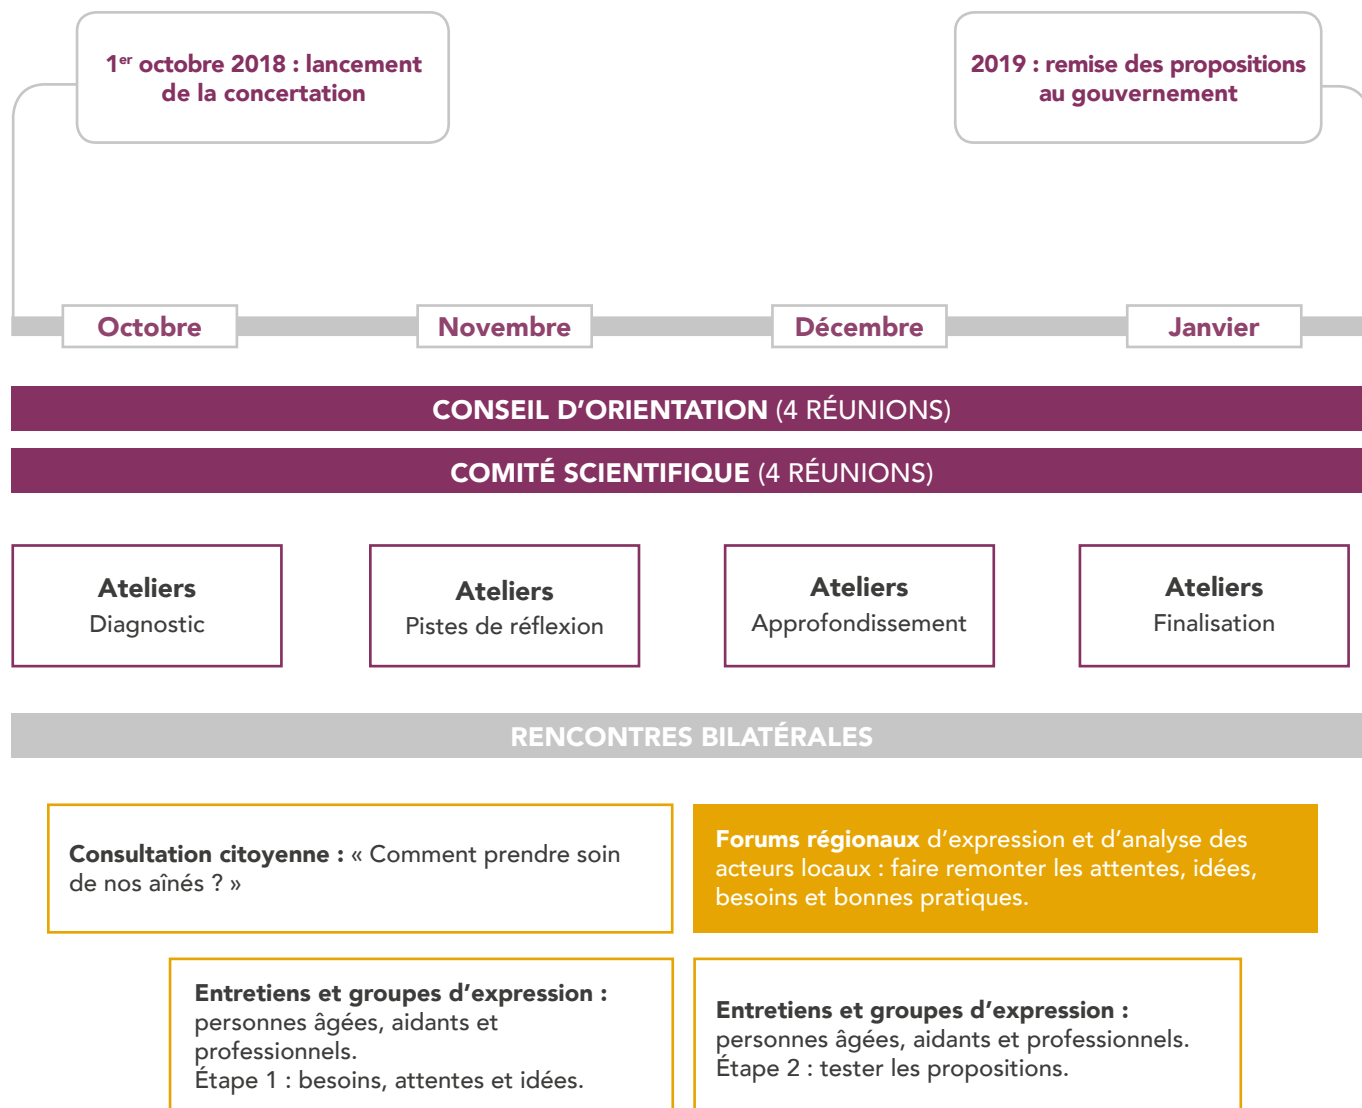 1er octobre 2018 : lancement
de la concertation
2019 : remise des propositions
au gouvernement
Octobre
Novembre
Décembre
Janvier
CONSEIL D’ORIENTATION (4 RÉUNIONS)
COMITÉ SCIENTIFIQUE (4 RÉUNIONS)
Ateliers
Diagnostic
Ateliers
Pistes de réflexion
Ateliers
Approfondissement
Ateliers
Finalisation
RENCONTRES BILATÉRALES
Consultation citoyenne : « Comment prendre soin
de nos aînés ? »
Forums régionaux d’expression et d’analyse des
acteurs locaux : faire remonter les attentes, idées,
besoins et bonnes pratiques.
Entretiens et groupes d’expression :
personnes âgées, aidants et
professionnels.
Étape 1 : besoins, attentes et idées.
Entretiens et groupes d’expression :
personnes âgées, aidants et professionnels.
Étape 2 : tester les propositions.